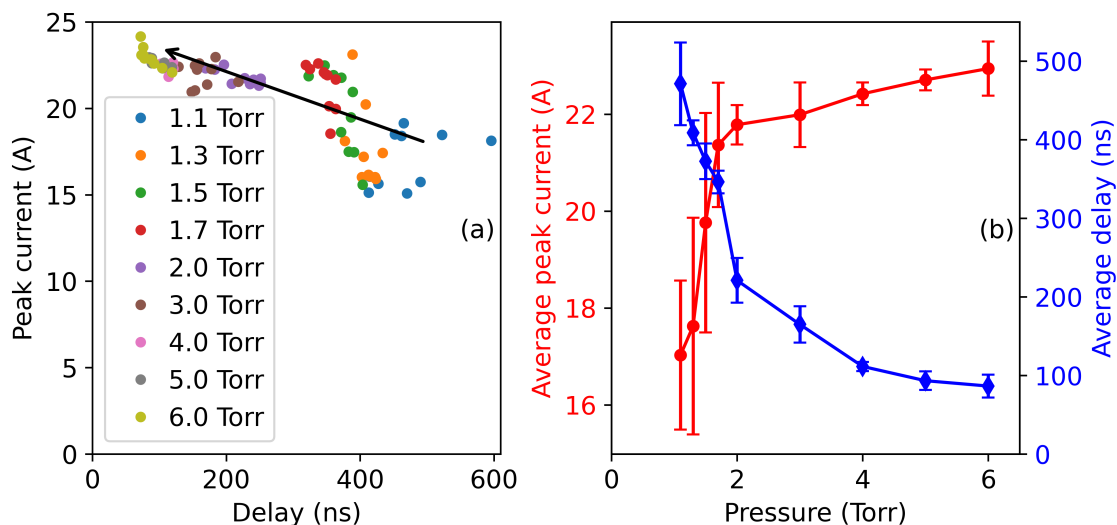 25
20
15
10
5
0
Peak current (A)
1.1 Torr
1.3 Torr
1.5 Torr
1.7 Torr
2.0 Torr
3.0 Torr
4.0 Torr
5.0 Torr
6.0 Torr
(a)
0 200 400 600
Delay (ns)
Average peak current (A)
22
20
18
16
(b)
0 2 4 6
Pressure (Torr)
500
400
300
200
100
0
Average delay (ns)